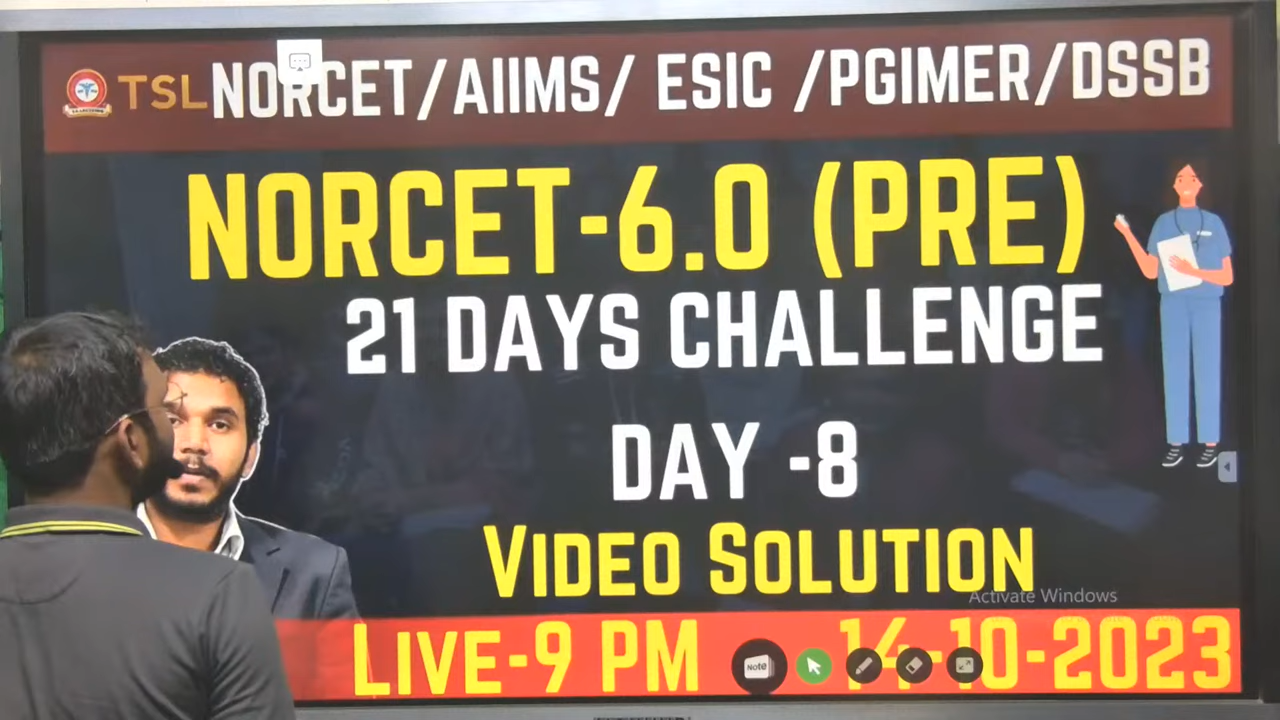 TSL NORCET/AIIMS/ ESIC /PGIMER/DSSB
NORCET-6.0 (PRE)
21 DAYS CHALLENGE
DAY -8
VIDEO SOLUTION
Activate Windows
LIVE-9 PM 14-10-2023
Note